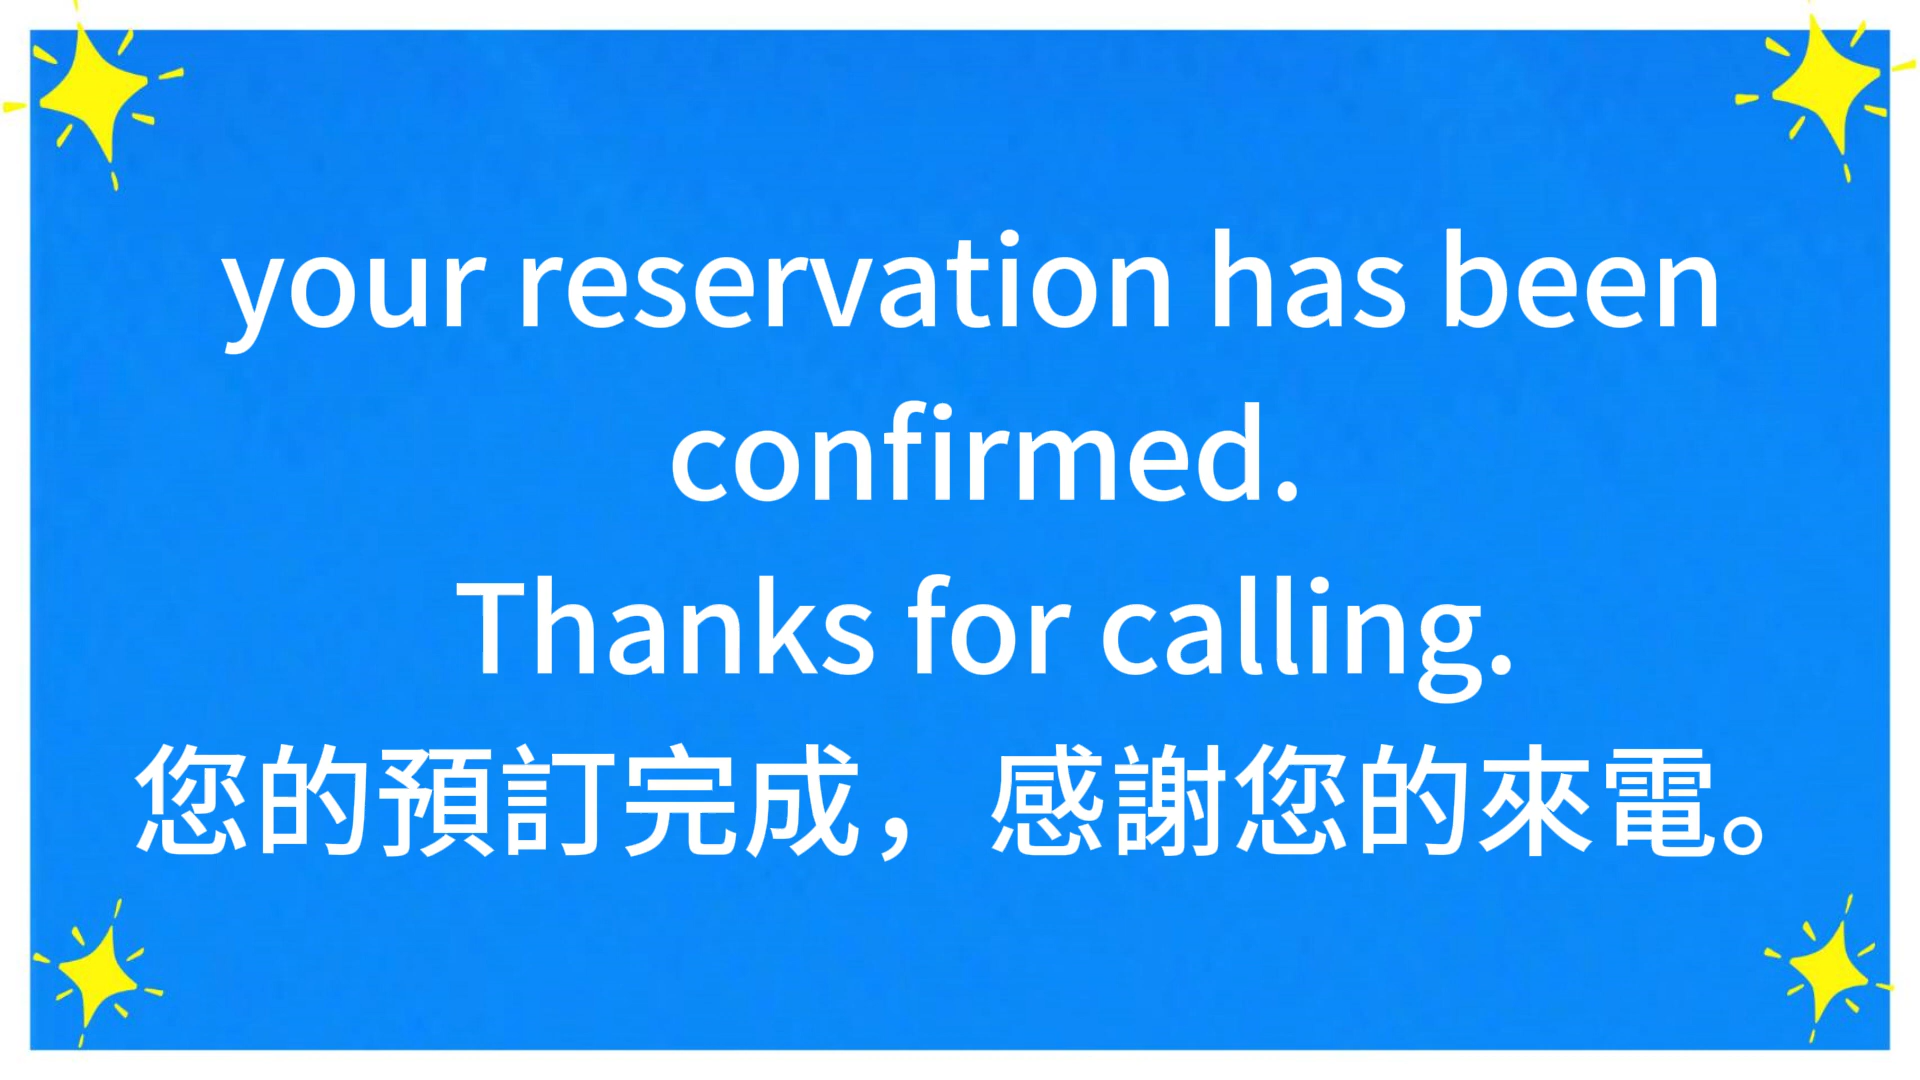 your reservation has been
confirmed.
Thanks for calling.
您的預訂完成，感謝您的來電。